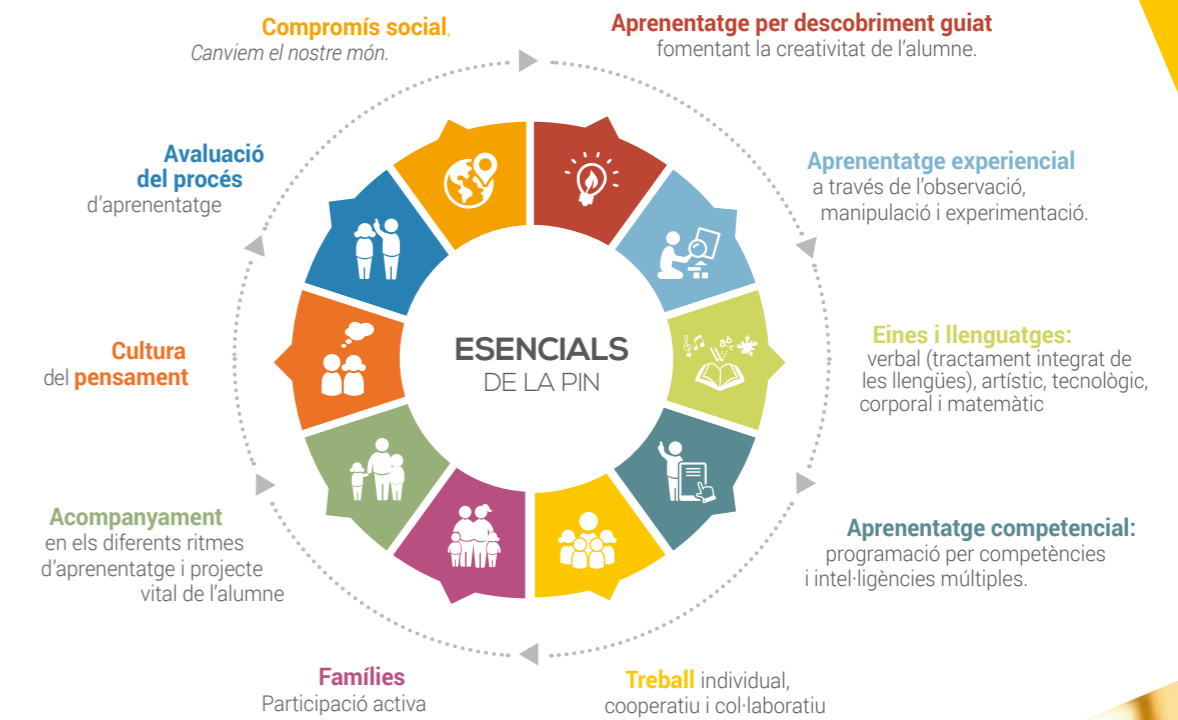 Compromís social,
Canviem el nostre món.
Aprenentatge per descobriment guiat
fomentant la creativitat de l'alumne.
Aprenentatge experiencial
a través de l'observació,
manipulació i experimentació.
Eines i llenguatges:
verbal (tractament integrat de
les llengües), artístic, tecnològic,
corporal i matemàtic
Aprenentatge competencial:
programació per competències
i intel·ligències múltiples.
Treball individual,
cooperatiu i col·laboratiu
Famílies
Participació activa
Acompanyament
en els diferents ritmes
d'aprenentatge i projecte
vital de l'alumne
Cultura
del pensament
Avaluació
del procés
d'aprenentatge
ESENCIALS
DE LA PIN
ab
c